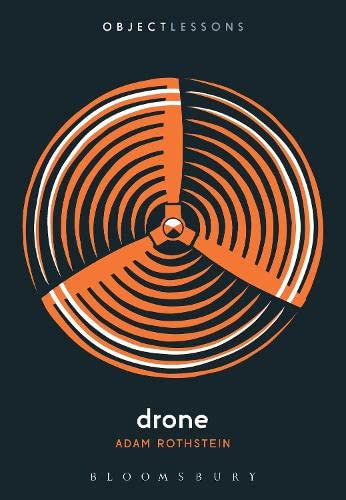 OBJECTLESSONS
drone
ADAM ROTHSTEIN
BLOOMSBURY